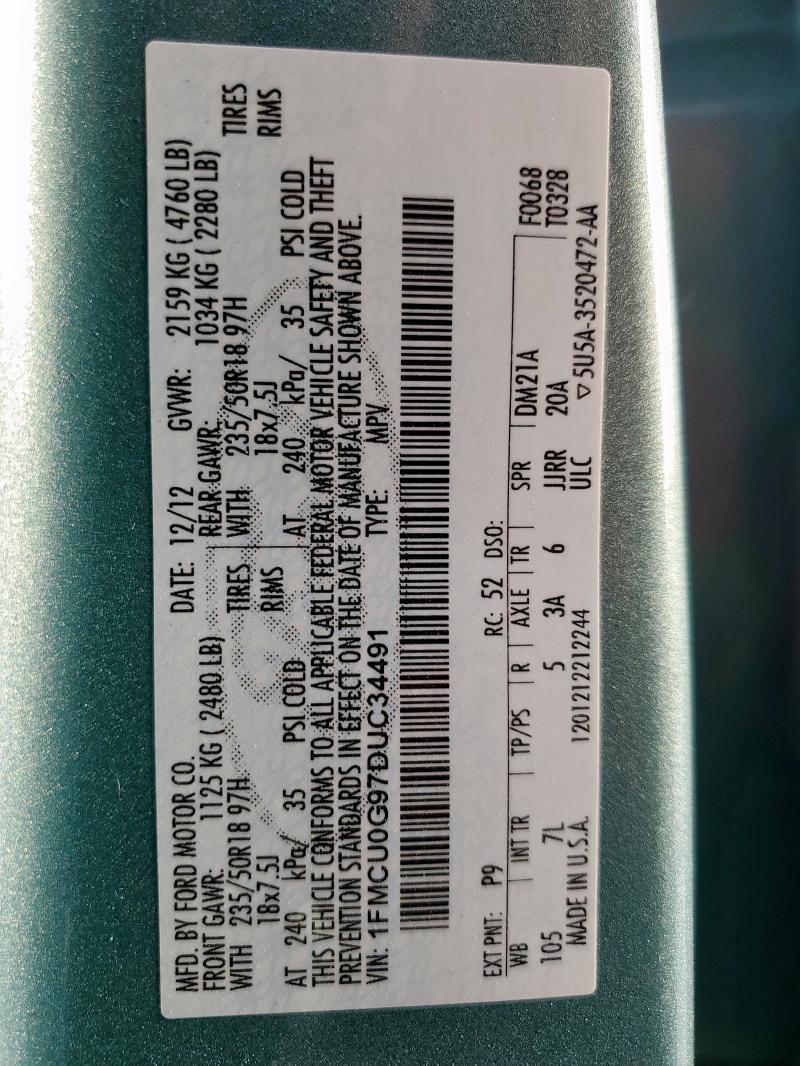 MFD. BY FORD MOTOR CO. DATE: 12/12 GVWR: 2159 KG ( 4760 LB)
FRONT GAWR: 1125 KG ( 2480 LB) REAR GAWR: 1034 KG ( 2280 LB)
WITH 235/50R18 97H TIRES WITH 235/50R18 97H TIRES
18x7.5J RIMS 18x7.5J RIMS
AT 240 kPa/ 35 PSI COLD AT 240 kPa/ 35 PSI COLD
THIS VEHICLE CONFORMS TO ALL APPLICABLE FEDERAL MOTOR VEHICLE SAFETY AND THEFT
PREVENTION STANDARDS IN EFFECT ON THE DATE OF MANUFACTURE SHOWN ABOVE.
VIN: 1FMCU0G97DUC34491 TYPE: MPV
EXT PNT: P9 RC: 52 DSO:
WB INT TR TP/PS R AXLE TR SPR DM21A F0068
105 7L 5 3A 6 JJRR 20A T0328
MADE IN U.S.A. 1201212212244 ULC ▽5U5A-3520472-AA